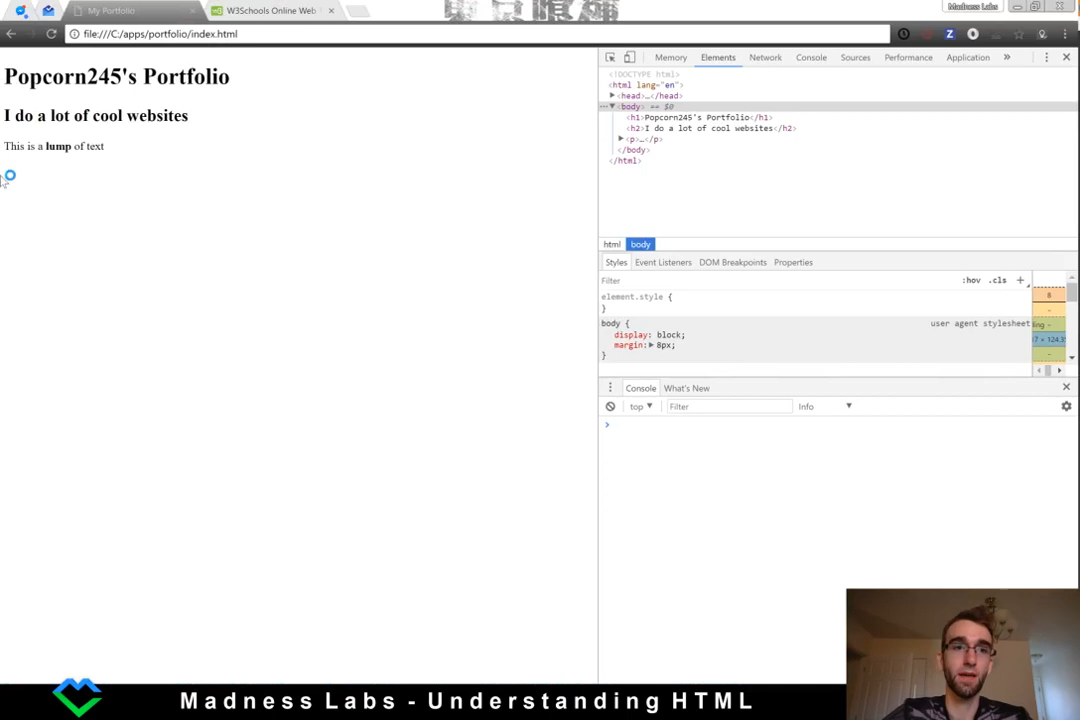 My Portfolio
W3Schools Online Web
Madness Labs
file:///C:/apps/portfolio/index.html
Popcorn245's Portfolio
I do a lot of cool websites
This is a lump of text
Memory Elements Network Console Sources Performance Application »
<!DOCTYPE html>
<html lang="en">
<head>…</head>
<body> == $0
<h1>Popcorn245's Portfolio</h1>
<h2>I do a lot of cool websites</h2>
<p>…</p>
</body>
</html>
html body
Styles Event Listeners DOM Breakpoints Properties
Filter :hov .cls +
element.style {
}
body { user agent stylesheet
display: block;
margin: 8px;
}
8
-
-
-
Console What's New
top Filter Info
>
Madness Labs - Understanding HTML